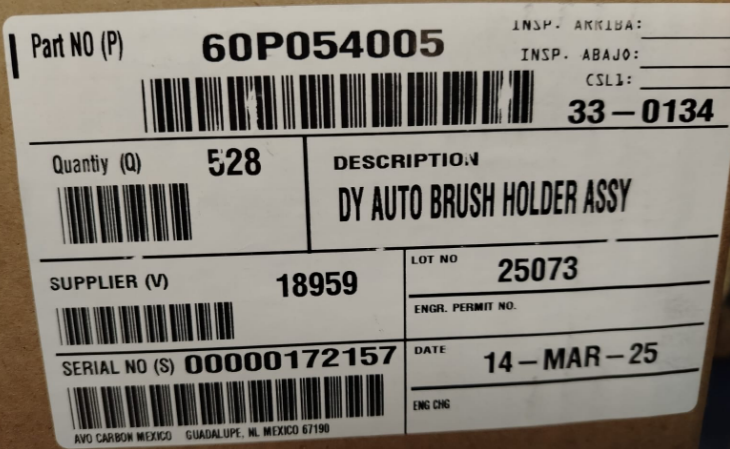 Part NO (P) 60P054005
INSP. ARRIBA:
INSP. ABAJO:
CSL1:
33-0134
Quantiy (Q) 528
DESCRIPTION
DY AUTO BRUSH HOLDER ASSY
SUPPLIER (V) 18959
LOT NO 25073
ENGR. PERMIT NO.
SERIAL NO (S) 00000172157
DATE 14-MAR-25
ENG CHG
AVO CARBON MEXICO GUADALUPE, NL MEXICO 67190